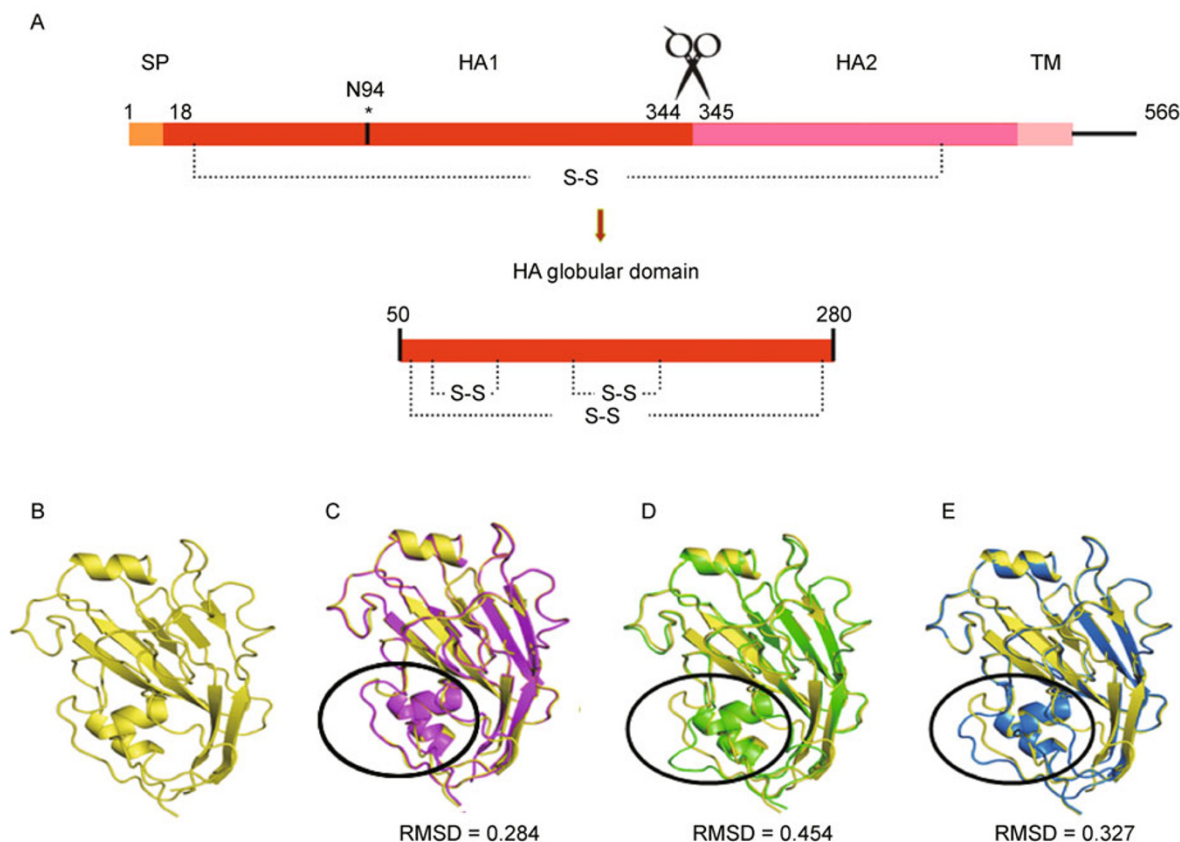 A
SP HA1 HA2 TM
N94
*
1 18 344 345 566
S-S
HA globular domain
50 280
S-S S-S
S-S
B C D E
RMSD = 0.284 RMSD = 0.454 RMSD = 0.327